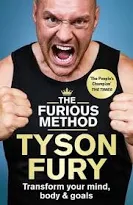 'The People's
Champion'
THE TIMES
THE
FURIOUS
METHOD
TYSON
FURY
Transform your mind,
body & goals